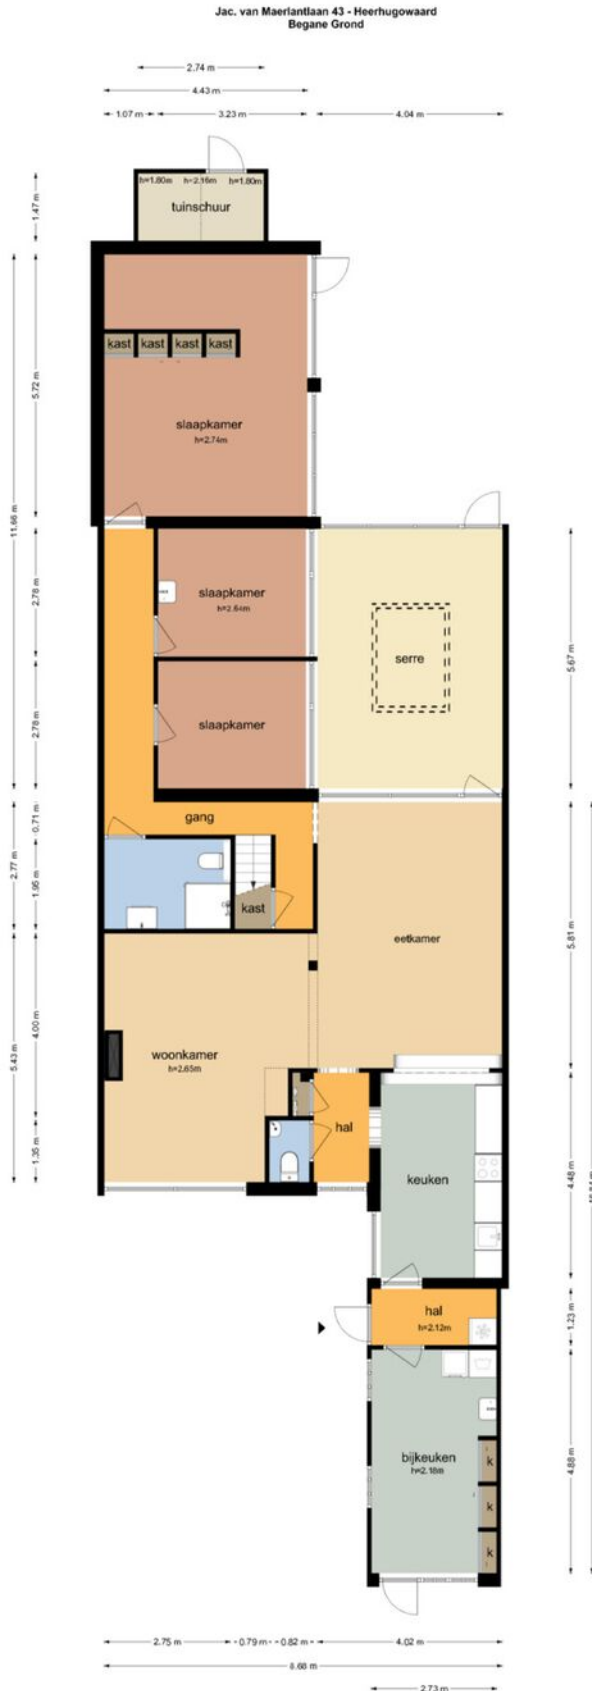 Jac. van Maerlantlaan 43 - Heerhugowaard
Begane Grond
2.74 m
4.43 m
1.07 m
3.23 m
4.04 m
h=1.80m
h=2.16m
h=1.80m
tuinschuur
1.47 m
kast
kast
kast
kast
slaapkamer
h=2.74m
5.72 m
11.66 m
slaapkamer
h=2.64m
2.78 m
serre
5.67 m
slaapkamer
2.78 m
gang
0.71 m
2.77 m
1.95 m
kast
eetkamer
5.81 m
woonkamer
h=2.65m
4.00 m
5.43 m
1.35 m
hal
keuken
4.48 m
hal
h=2.12m
1.23 m
bijkeuken
h=2.18m
k
k
k
4.88 m
2.75 m
0.79 m
0.82 m
4.02 m
8.68 m
2.73 m